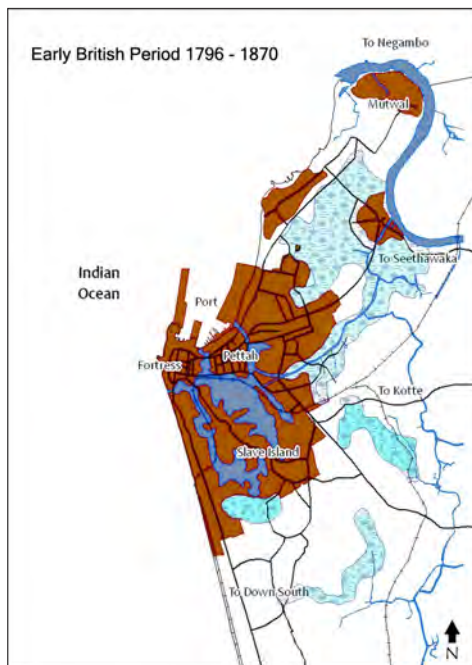 Early British Period 1796 - 1870
To Negambo
Mutwal
To Seethawaka
Indian
Ocean
Port
Fortress
Pettah
To Kotte
Slave Island
To Down South
N